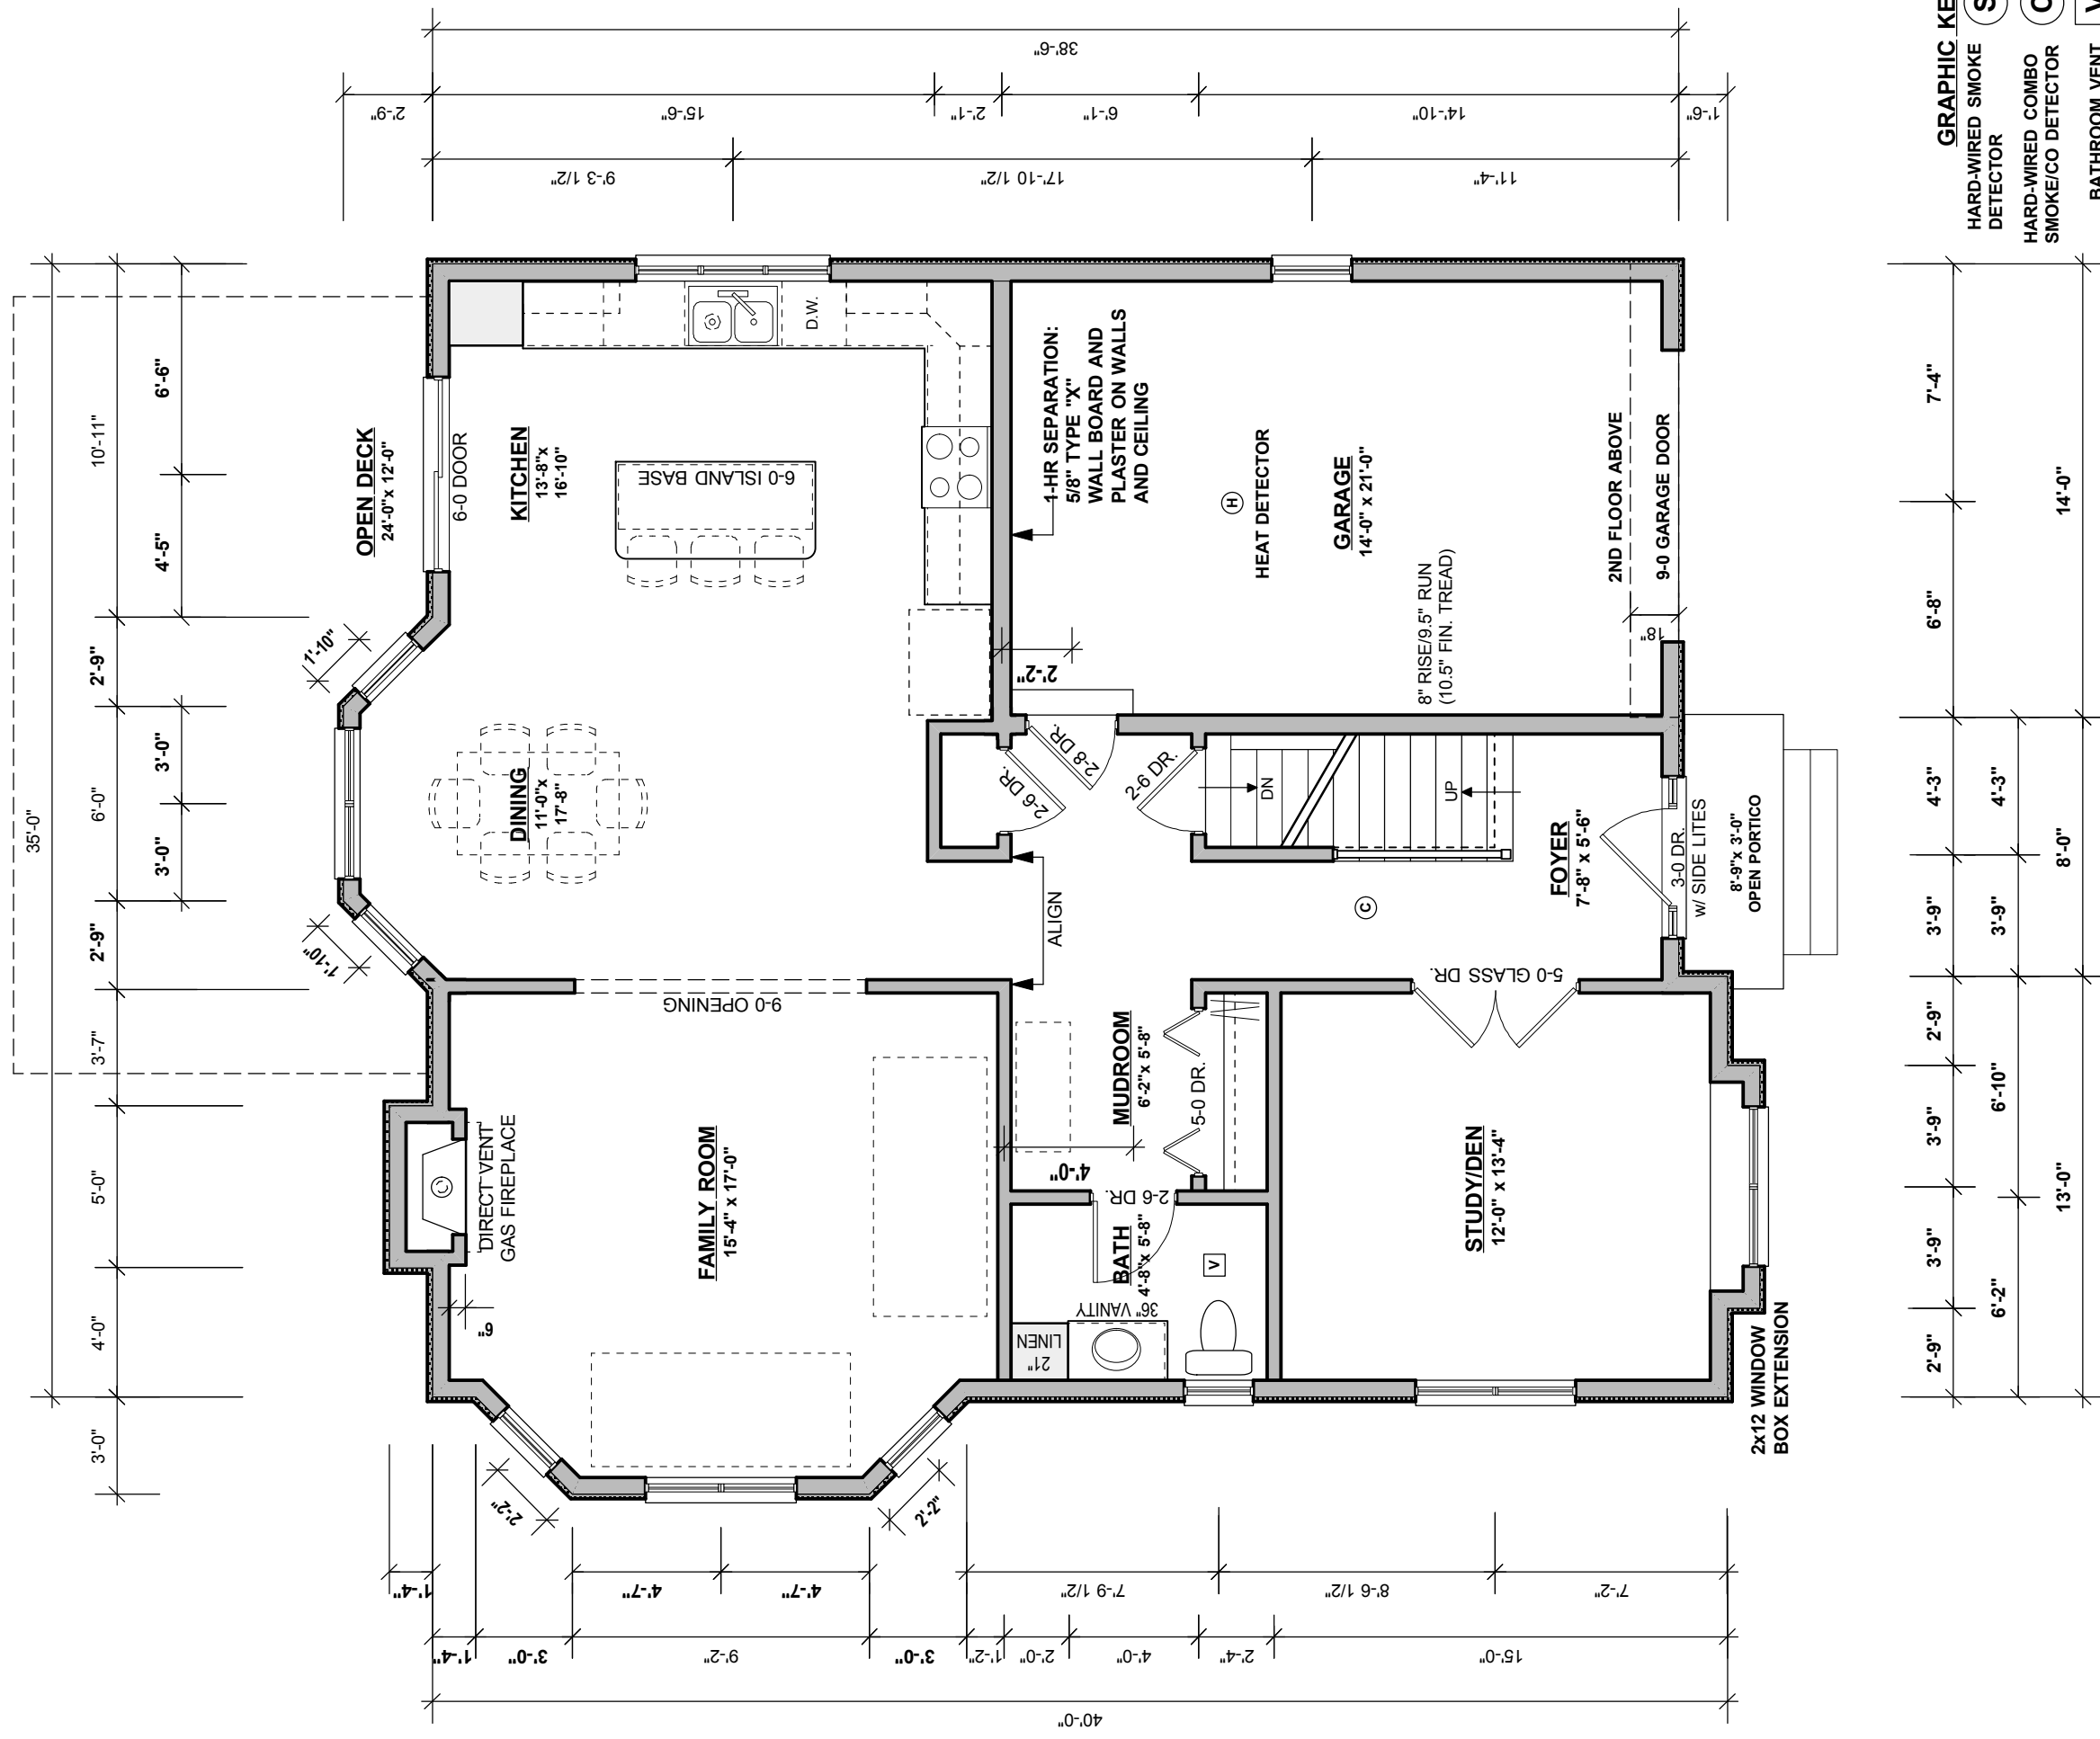 35'-0"
10'-11"
2'-9"
6'-0"
2'-9"
3'-7"
5'-0"
4'-0"
3'-0"
6'-6"
4'-5"
3'-0"
3'-0"
1'-10"
1'-10"
OPEN DECK
24'-0"x 12'-0"
6-0 DOOR
KITCHEN
13'-8"x
16'-10"
D.W.
6-0 ISLAND BASE
DINING
11'-0"x
17'-8"
9-0 OPENING
DIRECT VENT
GAS FIREPLACE
6"
FAMILY ROOM
15'-4" x 17'-0"
1-HR SEPARATION:
5/8" TYPE "X"
WALL BOARD AND
PLASTER ON WALLS
AND CEILING
2'-2"
H
HEAT DETECTOR
GARAGE
14'-0" x 21'-0"
8" RISE/9.5" RUN
(10.5" FIN. TREAD)
2ND FLOOR ABOVE
9-0 GARAGE DOOR
18"
2-6 DR.
2-8 DR.
2-6 DR.
DN
UP
ALIGN
C
FOYER
7'-8" x 5'-6"
3-0 DR.
w/ SIDE LITES
8'-9"x 3'-0"
OPEN PORTICO
5-0 GLASS DR.
MUDROOM
6'-2"x 5'-8"
5-0 DR.
4'-0"
2-6 DR.
BATH
4'-8"x 5'-8"
V
36" VANITY
LINEN
21"
STUDY/DEN
12'-0" x 13'-4"
2x12 WINDOW
BOX EXTENSION
2'-2"
2'-2"
1'-4"
4'-7"
4'-7"
7'-9 1/2"
8'-6 1/2"
7'-2"
1'-4"
3'-0"
9'-2"
3'-0"
1'-2"
2'-0"
4'-0"
2'-4"
15'-0"
40'-0"
38'-6"
2'-9"
15'-6"
2'-1"
6'-1"
14'-10"
1'-6"
9'-3 1/2"
17'-10 1/2"
11'-4"
7'-4"
6'-8"
4'-3"
3'-9"
2'-9"
3'-9"
3'-9"
2'-9"
4'-3"
3'-9"
6'-10"
6'-2"
14'-0"
8'-0"
13'-0"
GRAPHIC KE
HARD-WIRED SMOKE
DETECTOR
S
HARD-WIRED COMBO
SMOKE/CO DETECTOR
C
BATHROOM VENT
V